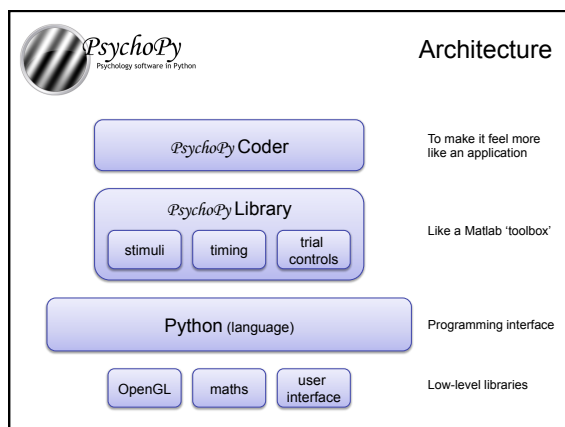 PsychoPy
Psychology software in Python
Architecture
PsychoPy Coder
To make it feel more
like an application
PsychoPy Library
stimuli
timing
trial
controls
Like a Matlab ‘toolbox’
Python (language)
Programming interface
OpenGL
maths
user
interface
Low-level libraries